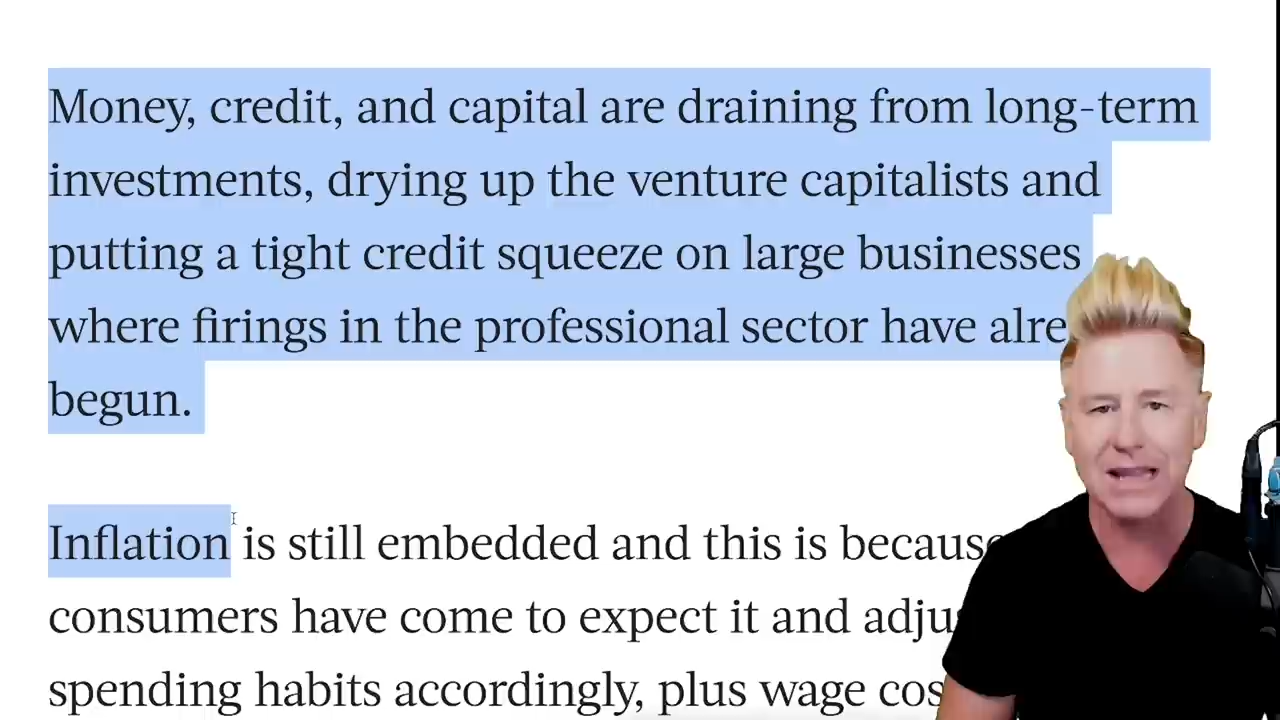 Money, credit, and capital are draining from long-term
investments, drying up the venture capitalists and
putting a tight credit squeeze on large businesses
where firings in the professional sector have
begun.
Inflation is still embedded and this is because
consumers have come to expect it and
spending habits accordingly, plus wage